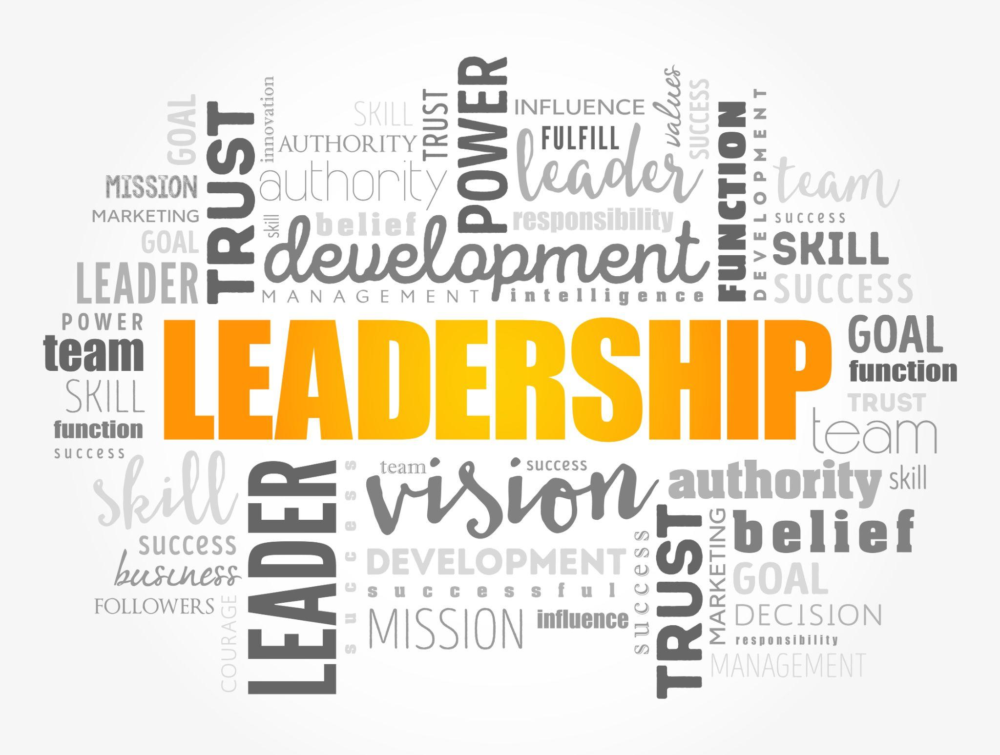 GOAL
TRUST
innovation
SKILL
AUTHORITY
TRUST
POWER
INFLUENCE
FULFILL
leader
values
SUCCESS
FUNCTION
DEVELOPMENT
team
success
SKILL
SUCCESS
MISSION
MARKETING
GOAL
LEADER
authority
skill
belief
responsibility
development
MANAGEMENT
intelligence
POWER
team
SKILL
function
success
LEADERSHIP
GOAL
function
TRUST
team
skill
success
business
FOLLOWERS
COURAGE
LEADER
success
team
success
vision
DEVELOPMENT
successful
MISSION
influence
success
TRUST
authority
skill
MARKETING
belief
GOAL
DECISION
responsibility
MANAGEMENT